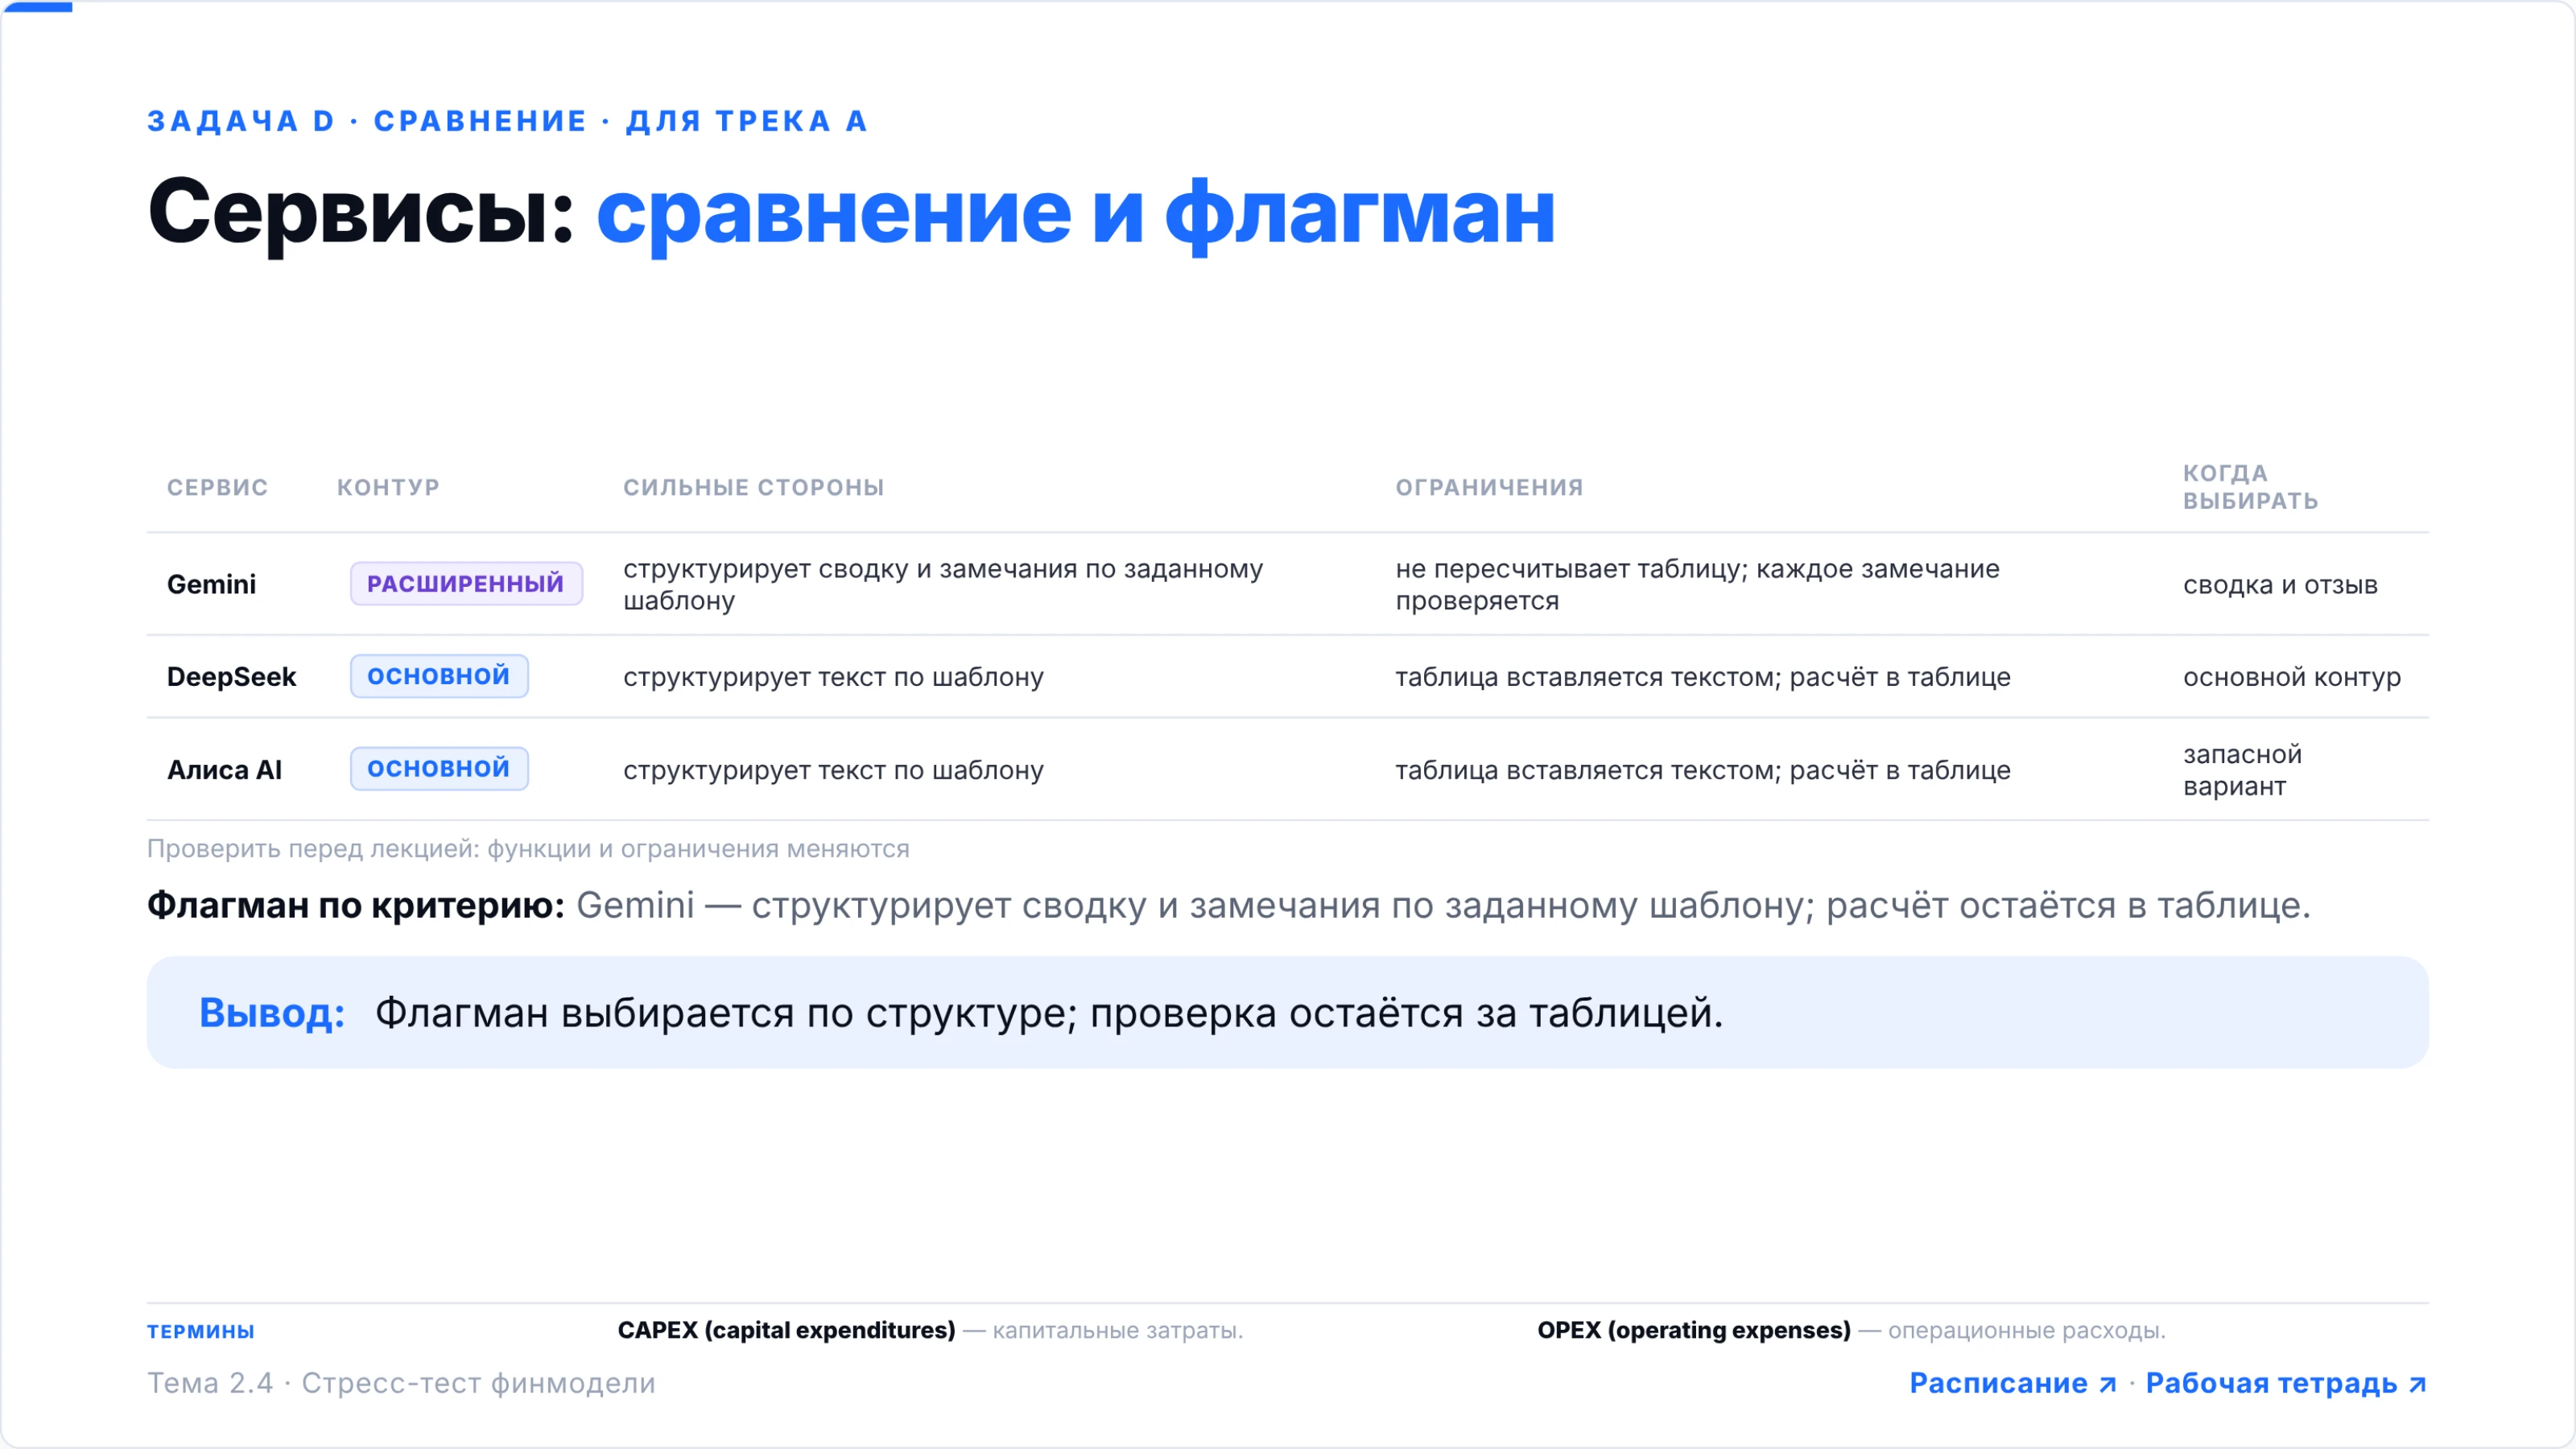 ЗАДАЧА D · СРАВНЕНИЕ · ДЛЯ ТРЕКА А
Сервисы: сравнение и флагман
СЕРВИС КОНТУР СИЛЬНЫЕ СТОРОНЫ ОГРАНИЧЕНИЯ КОГДА ВЫБИРАТЬ
Gemini РАСШИРЕННЫЙ структурирует сводку и замечания по заданному шаблону не пересчитывает таблицу; каждое замечание проверяется сводка и отзыв
DeepSeek ОСНОВНОЙ структурирует текст по шаблону таблица вставляется текстом; расчёт в таблице основной контур
Алиса AI ОСНОВНОЙ структурирует текст по шаблону таблица вставляется текстом; расчёт в таблице запасной вариант
Проверить перед лекцией: функции и ограничения меняются
Флагман по критерию: Gemini — структурирует сводку и замечания по заданному шаблону; расчёт остаётся в таблице.
Вывод: Флагман выбирается по структуре; проверка остаётся за таблицей.
ТЕРМИНЫ CAPEX (capital expenditures) — капитальные затраты. OPEX (operating expenses) — операционные расходы.
Тема 2.4 · Стресс-тест финмодели Расписание ↗ · Рабочая тетрадь ↗